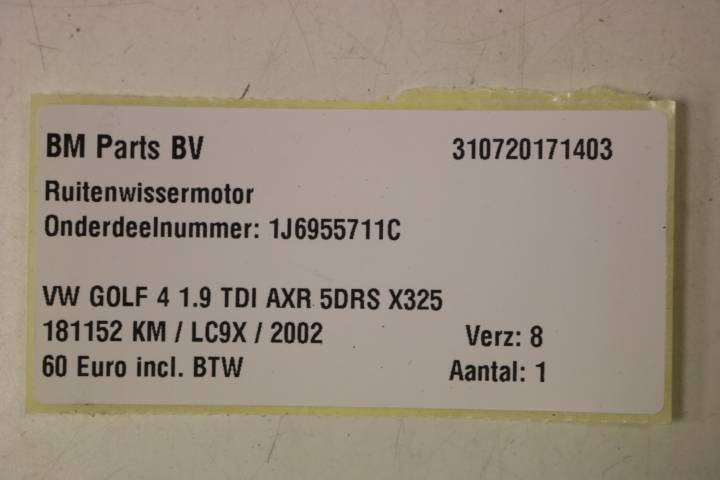 BM Parts BV 310720171403
Ruitenwissermotor
Onderdeelnummer: 1J6955711C
VW GOLF 4 1.9 TDI AXR 5DRS X325
181152 KM / LC9X / 2002 Verz: 8
60 Euro incl. BTW Aantal: 1